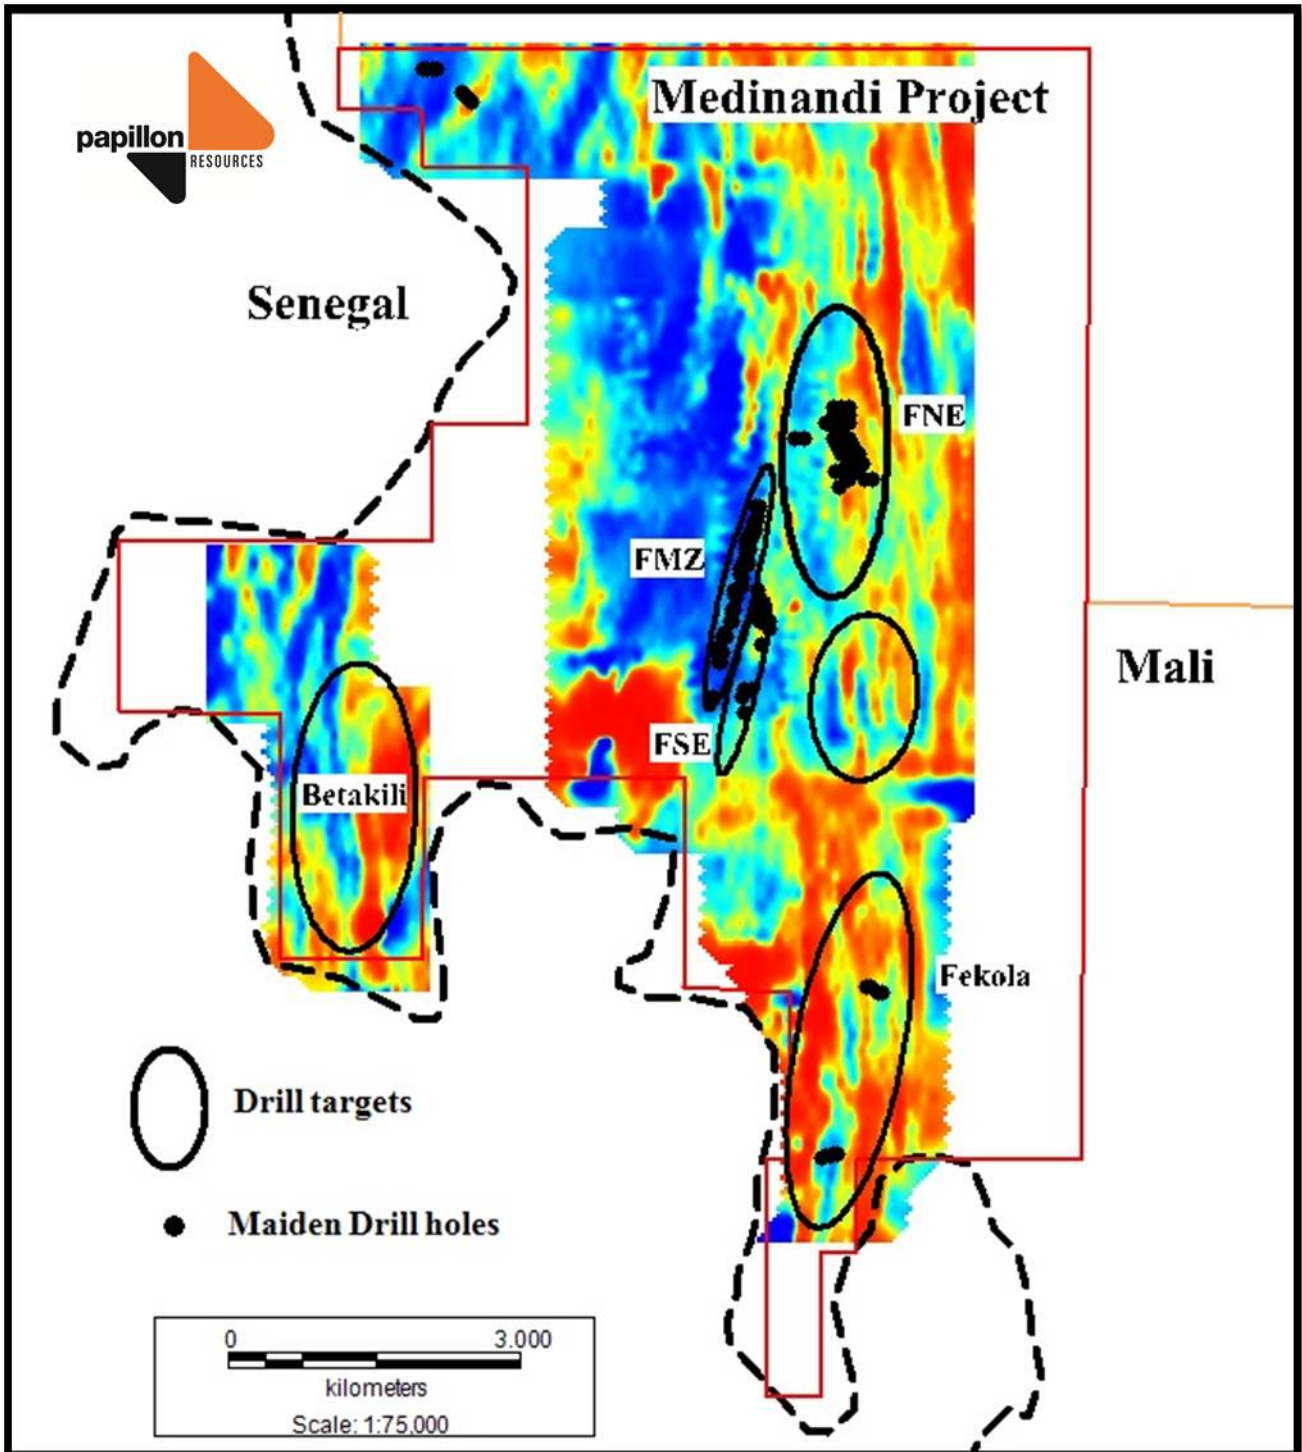 Medinandi Project
papillon
RESOURCES
Senegal
FNE
FMZ
Mali
FSE
Betakili
Fekola
Drill targets
Maiden Drill holes
0 3.000
kilometers
Scale: 1:75,000